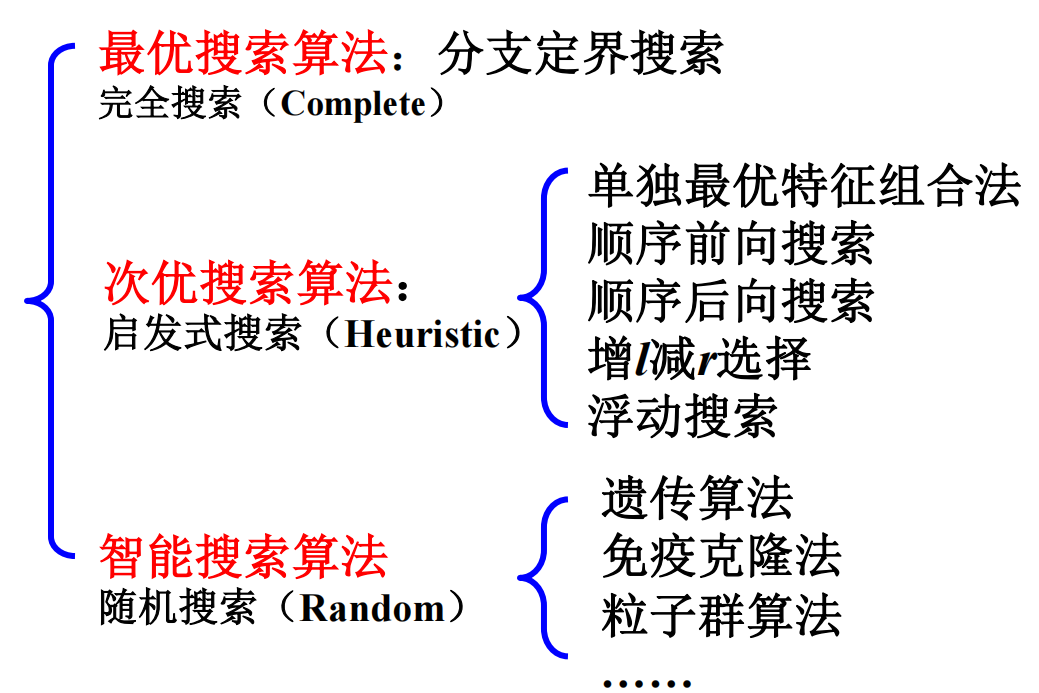 最优搜索算法：分支定界搜索
完全搜索（Complete）
次优搜索算法：
启发式搜索（Heuristic）
单独最优特征组合法
顺序前向搜索
顺序后向搜索
增l减r选择
浮动搜索
智能搜索算法
随机搜索（Random）
遗传算法
免疫克隆法
粒子群算法
……